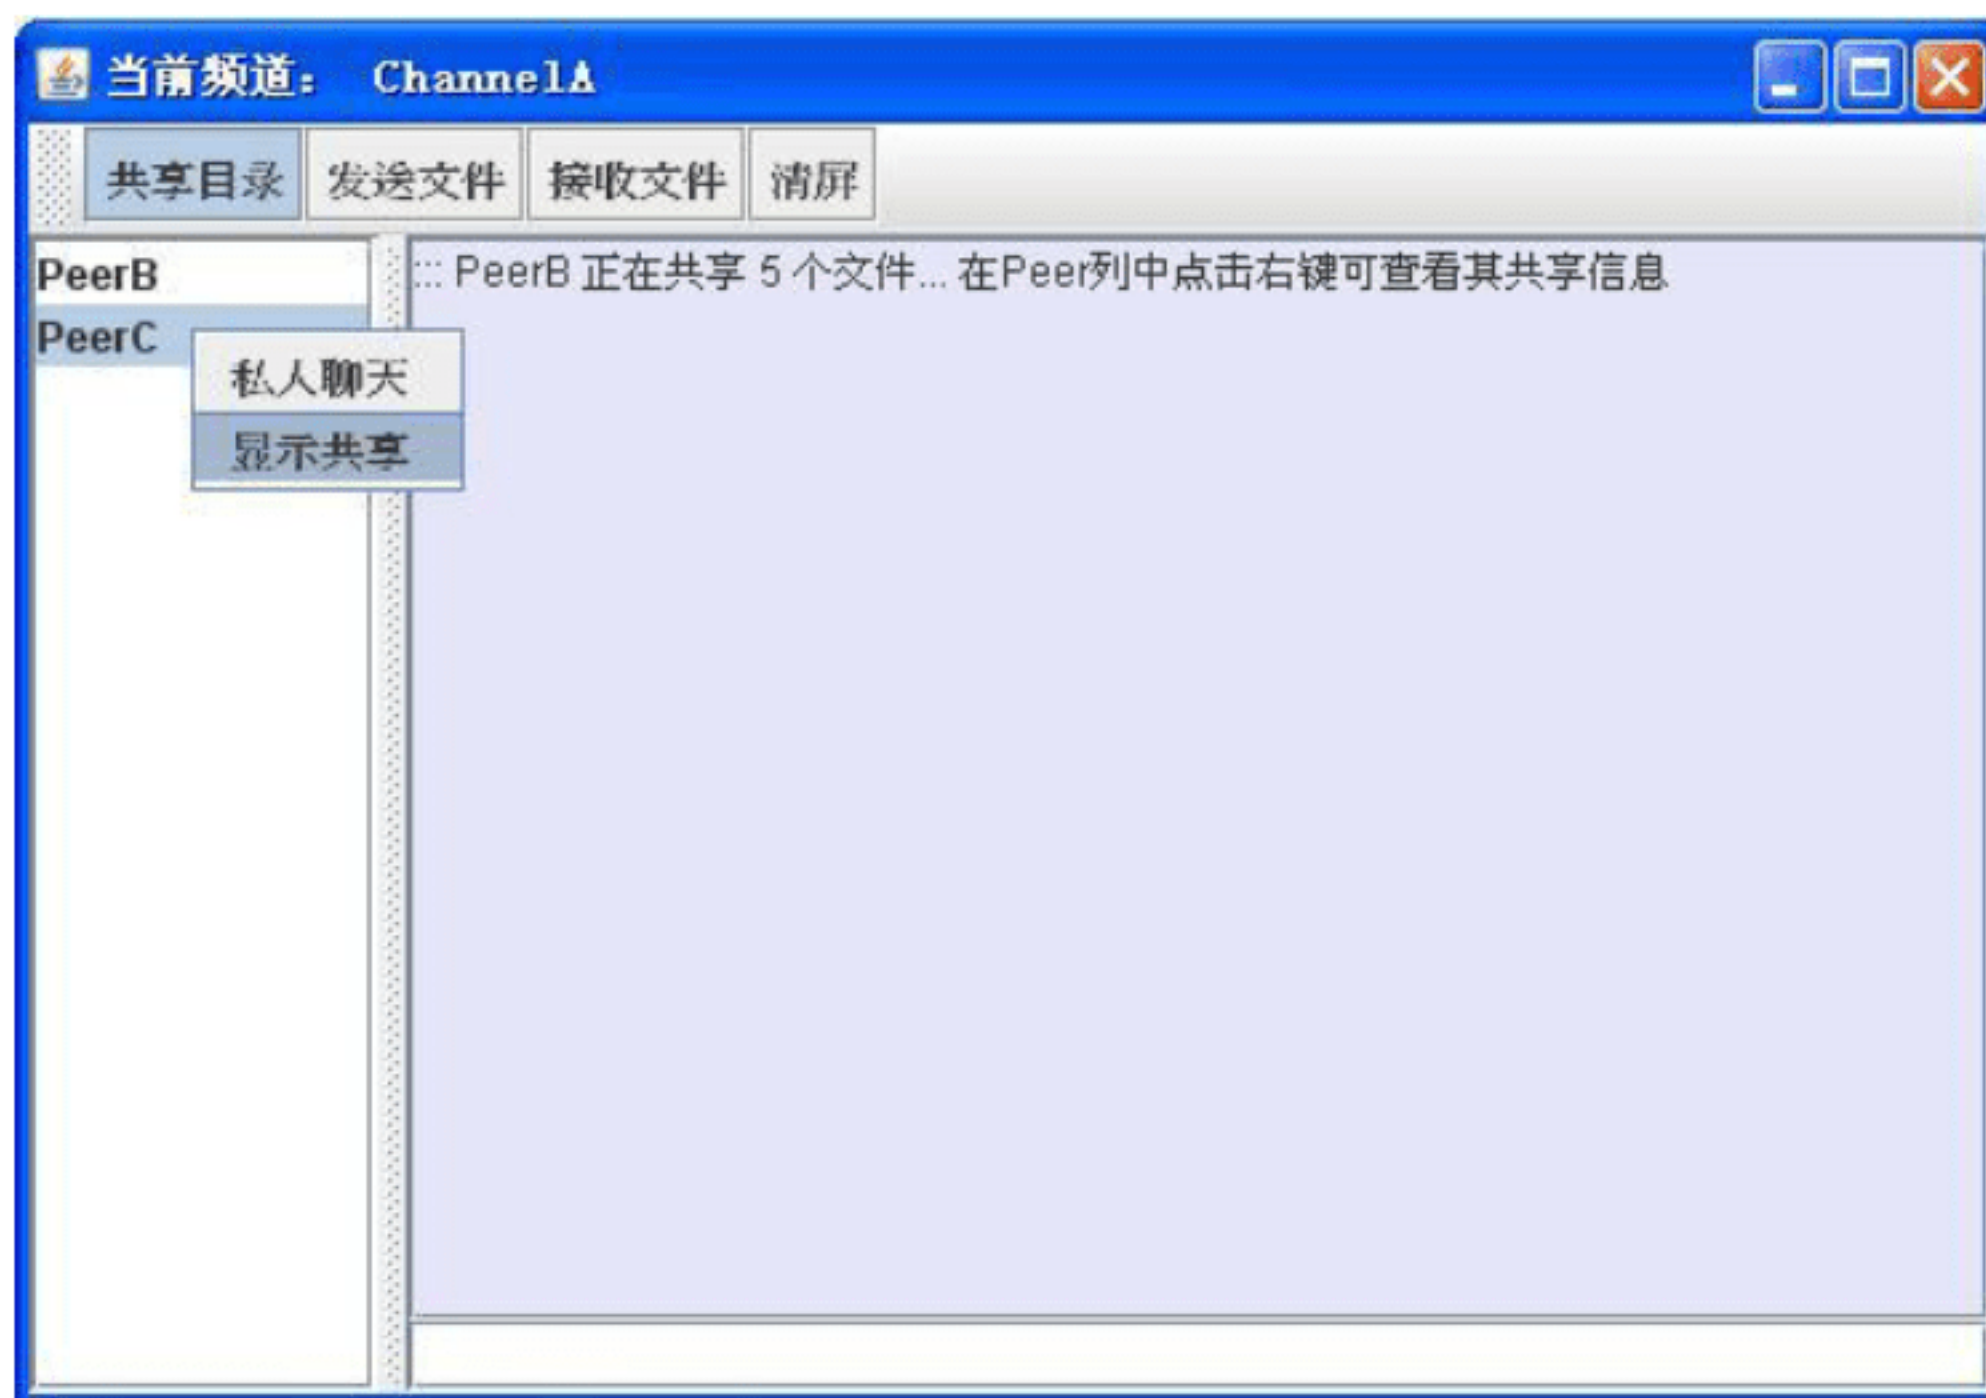 当前频道： ChannelA
共享目录 发送文件 接收文件 清屏
PeerB
PeerC
私人聊天
显示共享
::: PeerB 正在共享 5 个文件... 在Peer列中点击右键可查看其共享信息